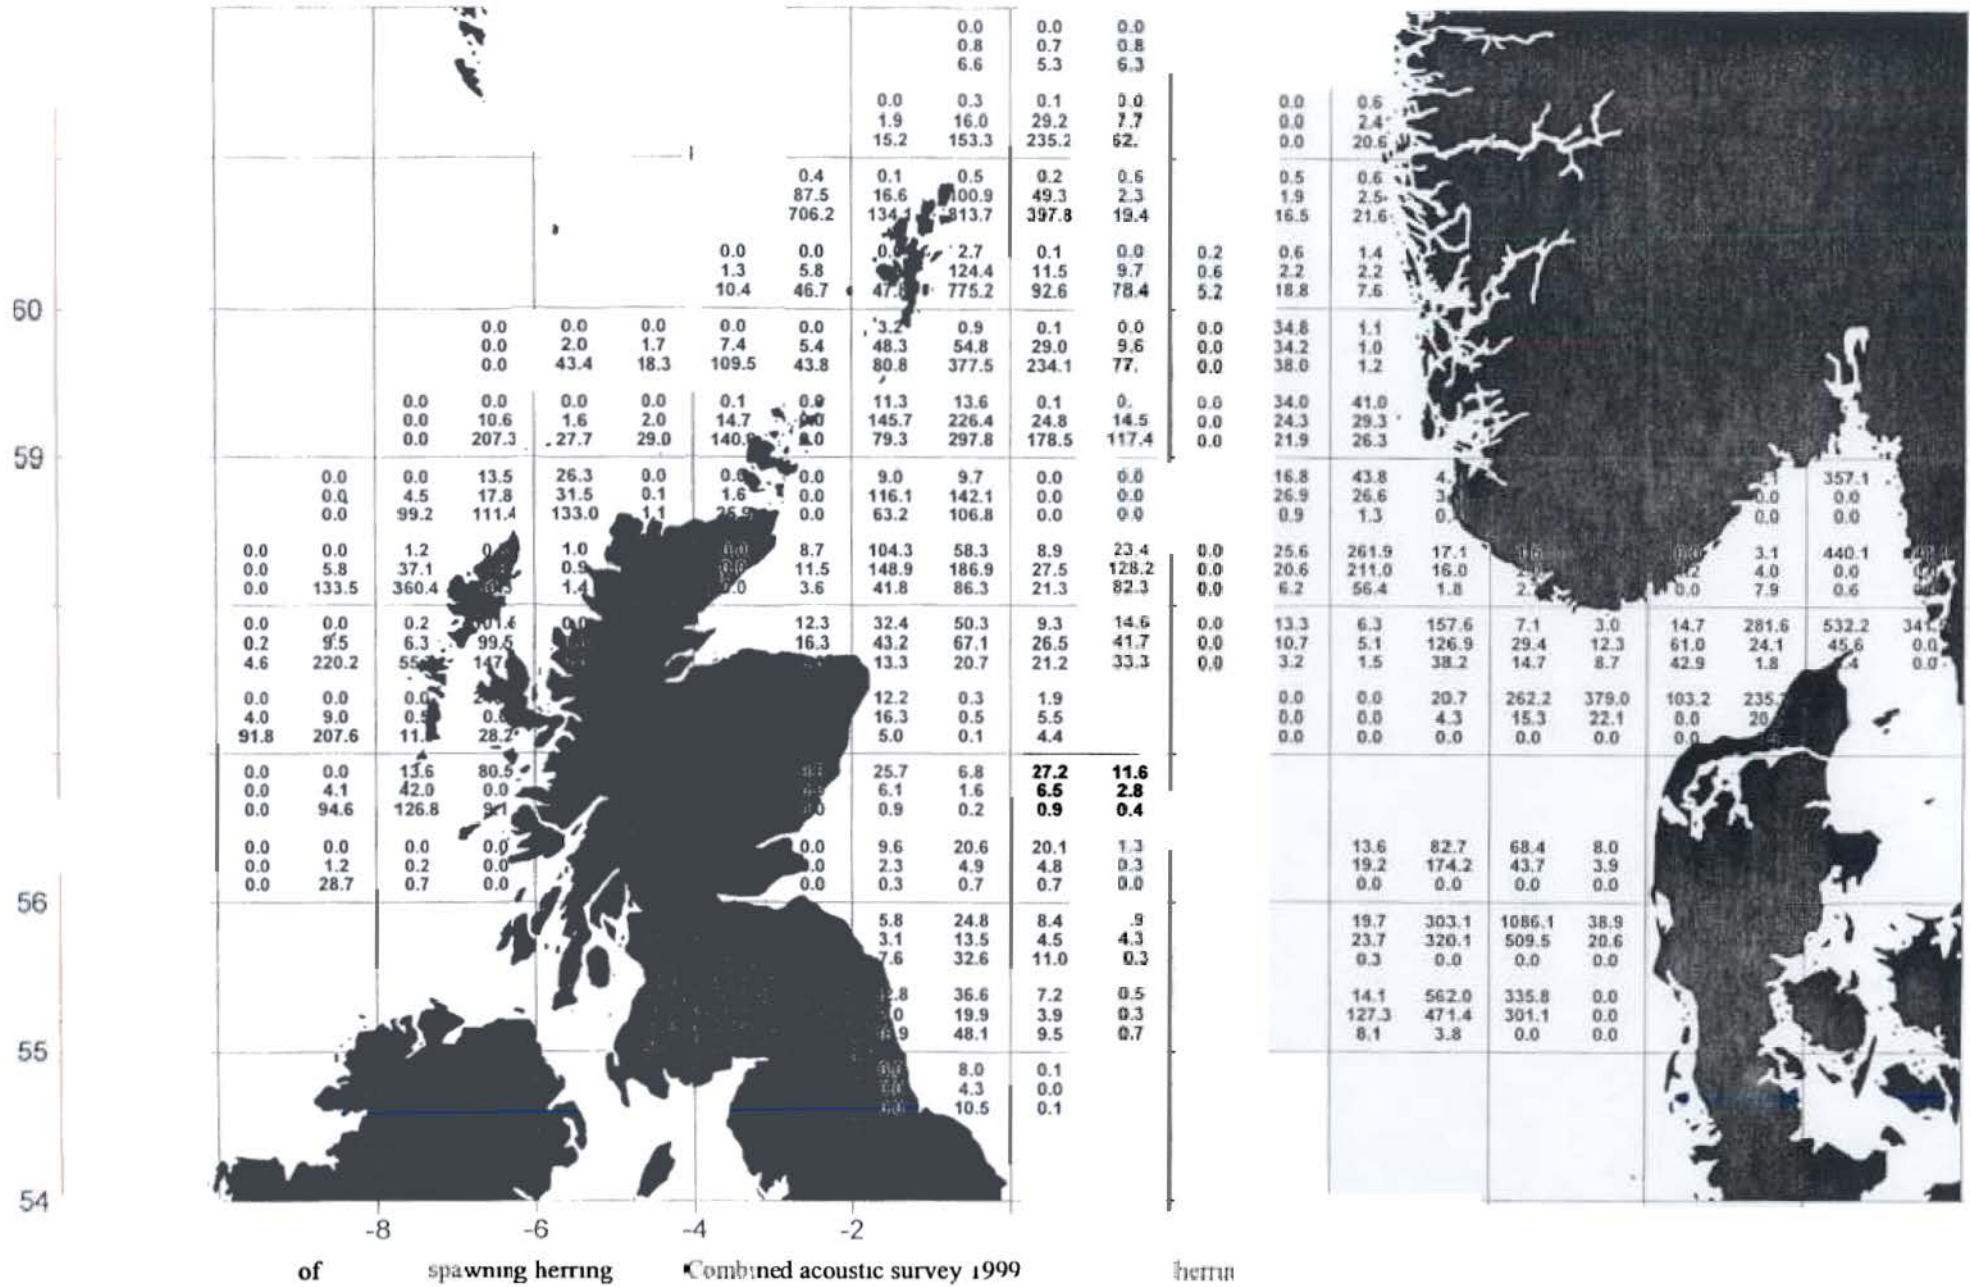 0.0 0.0 0.0
0.8 0.7 0.8
6.6 5.3 6.3
0.0 0.3 0.1 0.0 0.0 0.6
1.9 16.0 29.2 7.7 0.0 2.4
15.2 153.3 235.2 62. 0.0 20.6
0.4 0.1 0.5 0.2 0.6 0.5 0.6
87.5 16.6 100.9 49.3 2.3 1.9 2.5
706.2 134.1 813.7 397.8 19.4 16.5 21.6
0.0 0.0 2.7 0.1 0.0 0.2 0.6 1.4
1.3 5.8 124.4 11.5 9.7 0.6 2.2 2.2
10.4 46.7 775.2 92.6 78.4 5.2 18.8 7.6
60
0.0 0.0 0.0 0.0 0.0 3.2 0.9 0.1 0.0 0.0 34.8 1.1
0.0 2.0 1.7 7.4 5.4 48.3 54.8 29.0 9.6 0.0 34.2 1.0
0.0 43.4 18.3 109.5 43.8 80.8 377.5 234.1 77. 0.0 38.0 1.2
0.0 0.0 0.0 0.0 0.1 0.0 11.3 13.6 0.1 0. 0.0 34.0 41.0
0.0 10.6 1.6 2.0 14.7 145.7 226.4 24.8 14.5 0.0 24.3 29.3
0.0 207.3 27.7 29.0 0.0 79.3 297.8 178.5 117.4 0.0 21.9 26.3
59
0.0 0.0 13.5 26.3 0.0 0.0 0.0 9.0 9.7 0.0 0.0 16.8 43.8 4. 357.1
0.0 4.5 17.8 31.5 0.1 1.6 0.0 116.1 142.1 0.0 0.0 26.9 26.6 0.0 0.0
0.0 99.2 111.4 133.0 1.1 0.0 63.2 106.8 0.0 0.0 0.9 1.3 0.0 0.0
0.0 0.0 1.2 1.0 0.0 8.7 104.3 58.3 8.9 23.4 0.0 25.6 261.9 17.1 3.1 440.1
0.0 5.8 37.1 0.9 11.5 148.9 186.9 27.5 128.2 0.0 20.6 211.0 16.0 4.0 0.0
0.0 133.5 360.4 1.4 0.0 3.6 41.8 86.3 21.3 82.3 0.0 6.2 56.4 1.8 0.0 7.9 0.6
0.0 0.0 0.2 12.3 32.4 50.3 9.3 14.6 0.0 13.3 6.3 157.6 7.1 3.0 14.7 281.6 532.2
0.2 9.5 6.3 99.5 16.3 43.2 67.1 26.5 41.7 0.0 10.7 5.1 126.9 29.4 12.3 61.0 24.1 45.6 0.0
4.6 220.2 13.3 20.7 21.2 33.3 0.0 3.2 1.5 38.2 14.7 8.7 42.9 1.8 0.0
0.0 0.0 0.0 12.2 0.3 1.9 0.0 0.0 20.7 262.2 379.0 103.2 235.
4.0 9.0 0.5 16.3 0.5 5.5 0.0 0.0 4.3 15.3 22.1 0.0 20
91.8 207.6 11. 28.2 5.0 0.1 4.4 0.0 0.0 0.0 0.0 0.0 0.0
0.0 0.0 13.6 80.5 25.7 6.8 27.2 11.6
0.0 4.1 42.0 0.0 6.1 1.6 6.5 2.8
0.0 94.6 126.8 9.1 0.9 0.2 0.9 0.4
0.0 0.0 0.0 0.0 0.0 9.6 20.6 20.1 1.3 13.6 82.7 68.4 8.0
0.0 1.2 0.2 0.0 0.0 2.3 4.9 4.8 0.3 19.2 174.2 43.7 3.9
0.0 28.7 0.7 0.0 0.0 0.3 0.7 0.7 0.0 0.0 0.0 0.0 0.0
56
5.8 24.8 8.4 .9 19.7 303.1 1086.1 38.9
3.1 13.5 4.5 4.3 23.7 320.1 509.5 20.6
7.6 32.6 11.0 0.3 0.3 0.0 0.0 0.0
36.6 7.2 0.5 14.1 562.0 335.8 0.0
19.9 3.9 0.3 127.3 471.4 301.1 0.0
48.1 9.5 0.7 8.1 3.8 0.0 0.0
55
8.0 0.1
4.3 0.0
10.5 0.1
54
-8 -6 -4 -2
of spawning herring Combined acoustic survey 1999